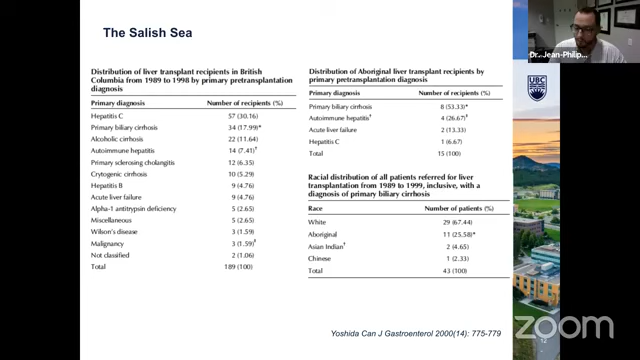 The Salish Sea
Dr. Jean-Philip...
UBC
Distribution of liver transplant recipients in British
Columbia from 1989 to 1998 by primary pretransplantation
diagnosis
Primary diagnosis Number of recipients (%)
Hepatitis C 57 (30.16)
Primary biliary cirrhosis 34 (17.99)*
Alcoholic cirrhosis 22 (11.64)
Autoimmune hepatitis 14 (7.41)†
Primary sclerosing cholangitis 12 (6.35)
Crytogenic cirrhosis 10 (5.29)
Hepatitis B 9 (4.76)
Acute liver failure 9 (4.76)
Alpha-1 antitrypsin deficiency 5 (2.65)
Miscellaneous 5 (2.65)
Wilson's disease 3 (1.59)
Malignancy 3 (1.59)‡
Not classified 2 (1.06)
Total 189 (100)
Distribution of Aboriginal liver transplant recipients by
primary pretransplantation diagnosis
Primary diagnosis Number of recipients (%)
Primary biliary cirrhosis 8 (53.33)*
Autoimmune hepatitis† 4 (26.67)‡
Acute liver failure 2 (13.33)
Hepatitis C 1 (6.67)
Total 15 (100)
Racial distribution of all patients referred for liver
transplantation from 1989 to 1999, inclusive, with a
diagnosis of primary biliary cirrhosis
Race Number of patients (%)
White 29 (67.44)
Aboriginal 11 (25.58)*
Asian Indian† 2 (4.65)
Chinese 1 (2.33)
Total 43 (100)
Yoshida Can J Gastroenterol 2000(14): 775-779
zoom
12